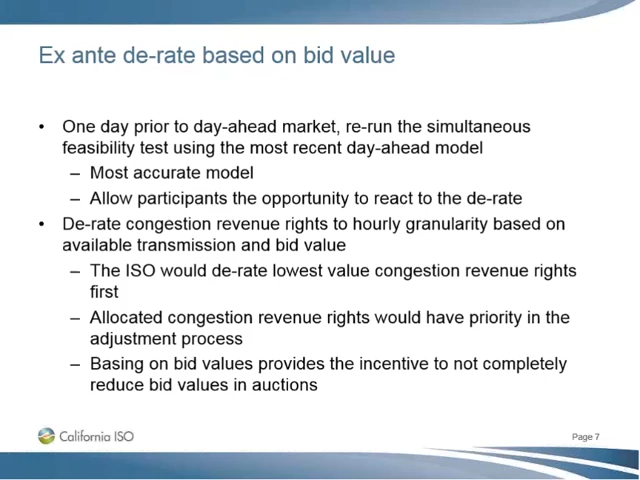 Ex ante de-rate based on bid value
• One day prior to day-ahead market, re-run the simultaneous
feasibility test using the most recent day-ahead model
– Most accurate model
– Allow participants the opportunity to react to the de-rate
• De-rate congestion revenue rights to hourly granularity based on
available transmission and bid value
– The ISO would de-rate lowest value congestion revenue rights
first
– Allocated congestion revenue rights would have priority in the
adjustment process
– Basing on bid values provides the incentive to not completely
reduce bid values in auctions
California ISO
Page 7